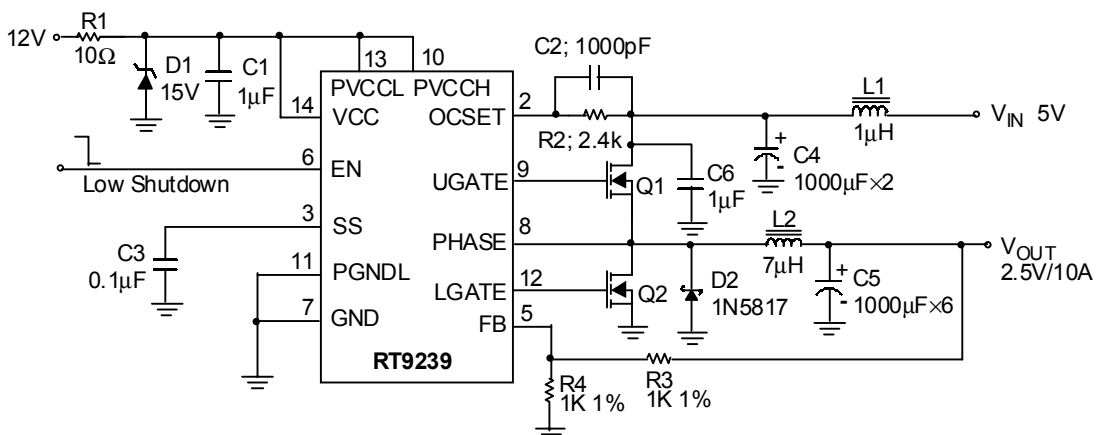 R1
12V
10Ω
D1
15V
C1
1µF
13
10
PVCCL
PVCCH
14
VCC
OCSET
2
C2; 1000pF
R2; 2.4k
L1
1µH
V_IN 5V
+
-
C4
1000µF×2
Low Shutdown
6
EN
UGATE
9
Q1
C6
1µF
3
SS
C3
0.1µF
PHASE
8
L2
7µH
V_OUT
2.5V/10A
11
PGNDL
LGATE
12
Q2
D2
1N5817
+
-
C5
1000µF×6
7
GND
FB
5
RT9239
R4
1K 1%
R3
1K 1%